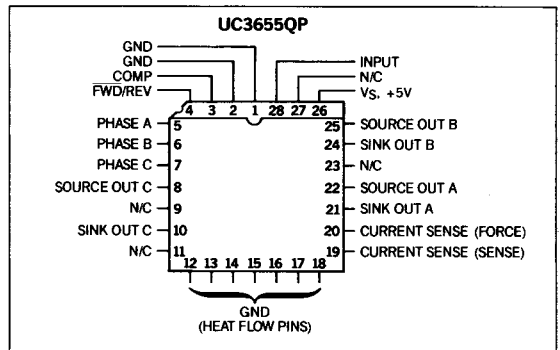 UC3655QP
GND
GND
COMP
FWD/REV
INPUT
N/C
VS, +5V
4 3 2 1 28 27 26
PHASE A 5
PHASE B 6
PHASE C 7
SOURCE OUT C 8
N/C 9
SINK OUT C 10
N/C 11
25 SOURCE OUT B
24 SINK OUT B
23 N/C
22 SOURCE OUT A
21 SINK OUT A
20 CURRENT SENSE (FORCE)
19 CURRENT SENSE (SENSE)
12 13 14 15 16 17 18
GND
(HEAT FLOW PINS)